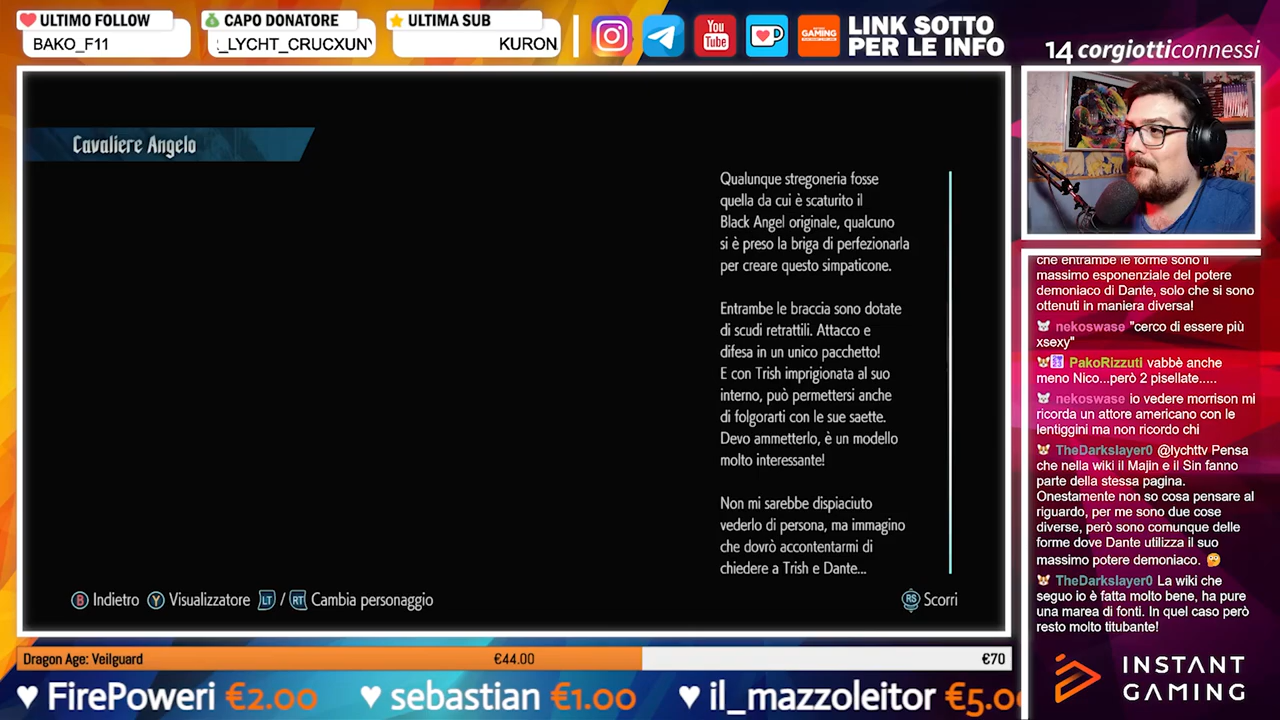 ULTIMO FOLLOW
BAKO_F11
CAPO DONATORE
_LYCHT_CRUCXUNY
ULTIMA SUB
KURON
You
Tube
GAMING
LINK SOTTO
PER LE INFO
14 corgiotticonnessi
Cavaliere Angelo
Qualunque stregoneria fosse
quella da cui è scaturito il
Black Angel originale, qualcuno
si è preso la briga di perfezionarla
per creare questo simpaticone.
Entrambe le braccia sono dotate
di scudi retrattili. Attacco e
difesa in un unico pacchetto!
E con Trish imprigionata al suo
interno, può permettersi anche
di folgorarti con le sue saette.
Devo ammetterlo, è un modello
molto interessante!
Non mi sarebbe dispiaciuto
vederlo di persona, ma immagino
che dovrò accontentarmi di
chiedere a Trish e Dante...
B Indietro Y Visualizzatore LT / RT Cambia personaggio
RS Scorri
che entrambe le forme sono il
massimo esponenziale del potere
demoniaco di Dante, solo che si sono
ottenuti in maniera diversa!
nekoswase "cerco di essere più
xsexy"
PakoRizzuti vabbè anche
meno Nico...però 2 pisellate.....
nekoswase io vedere morrison mi
ricorda un attore americano con le
lentiggini ma non ricordo chi
TheDarkslayer0 @lychttv Pensa
che nella wiki il Majin e il Sin fanno
parte della stessa pagina.
Onestamente non so cosa pensare al
riguardo, per me sono due cose
diverse, però sono comunque delle
forme dove Dante utilizza il suo
massimo potere demoniaco.
TheDarkslayer0 La wiki che
seguo io è fatta molto bene, ha pure
una marea di fonti. In quel caso però
resto molto titubante!
Dragon Age: Veilguard €44.00 €70
♥ FirePoweri €2.00 ♥ sebastian €1.00 ♥ il_mazzoleitor €5.00
INSTANT
GAMING